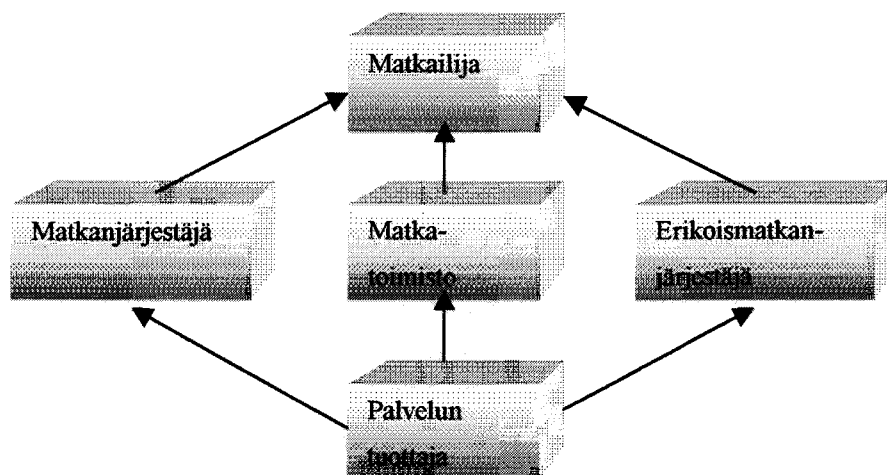 Matkailija
Matkanjärjestäjä
Matka-
toimisto
Erikoismatkan-
järjestäjä
Palvelun
tuottaja